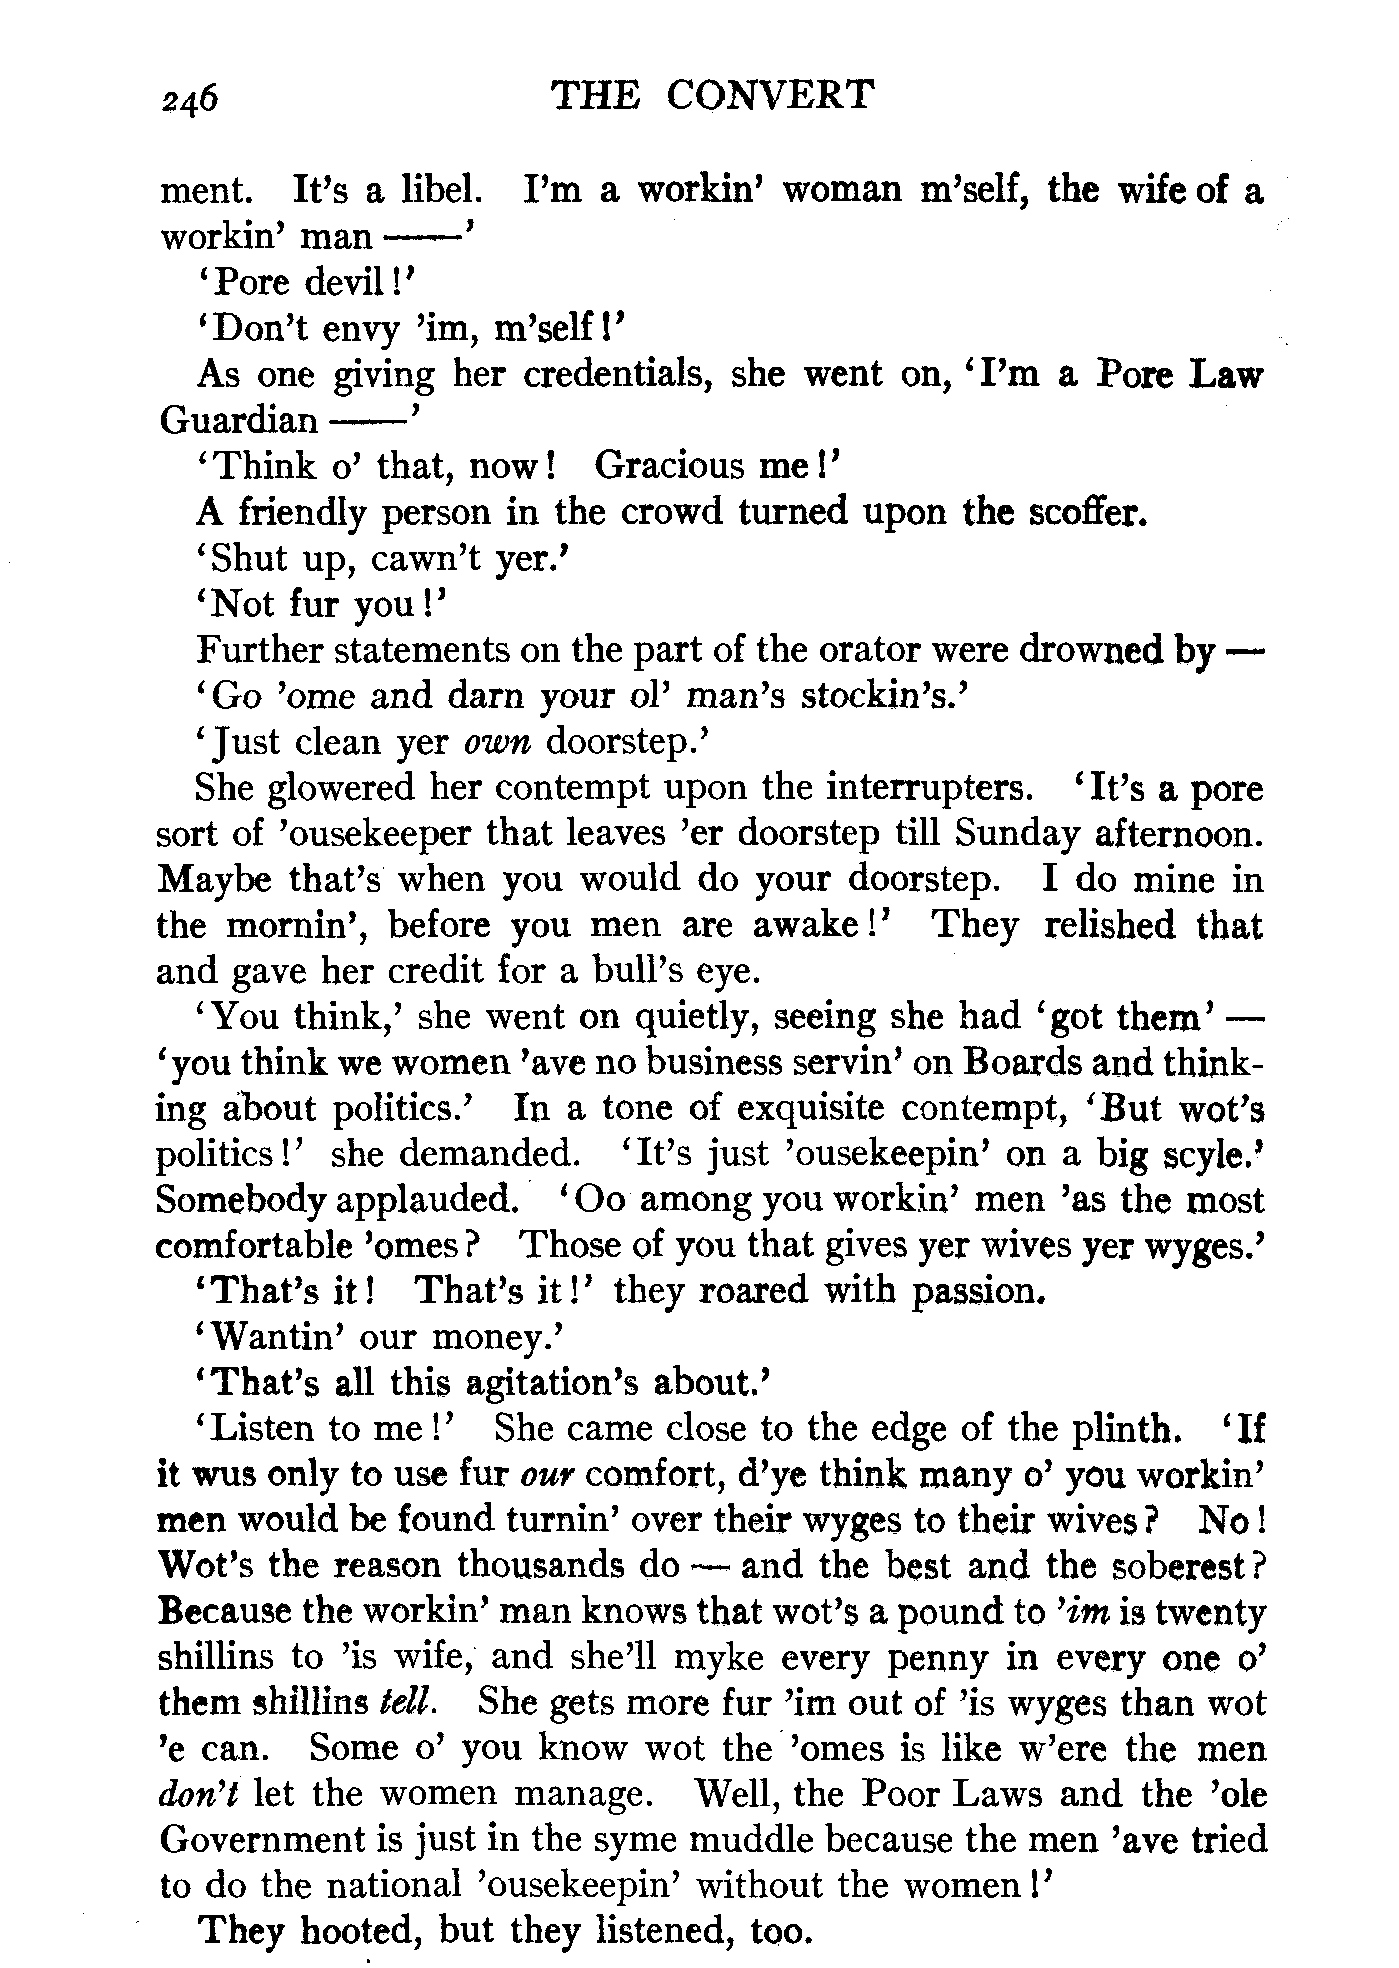 246 THE CONVERT
ment. It's a libel. I'm a workin' woman m'self, the wife of a
workin' man ——'
'Pore devil!'
'Don't envy 'im, m'self!'
As one giving her credentials, she went on, 'I'm a Pore Law
Guardian ——'
'Think o' that, now! Gracious me!'
A friendly person in the crowd turned upon the scoffer.
'Shut up, cawn't yer.'
'Not fur you!'
Further statements on the part of the orator were drowned by —
'Go 'ome and darn your ol' man's stockin's.'
'Just clean yer own doorstep.'
She glowered her contempt upon the interrupters. 'It's a pore
sort of 'ousekeeper that leaves 'er doorstep till Sunday afternoon.
Maybe that's when you would do your doorstep. I do mine in
the mornin', before you men are awake!' They relished that
and gave her credit for a bull's eye.
'You think,' she went on quietly, seeing she had 'got them' —
'you think we women 'ave no business servin' on Boards and think-
ing about politics.' In a tone of exquisite contempt, 'But wot's
politics!' she demanded. 'It's just 'ousekeepin' on a big scyle.'
Somebody applauded. 'Oo among you workin' men 'as the most
comfortable 'omes? Those of you that gives yer wives yer wyges.'
'That's it! That's it!' they roared with passion.
'Wantin' our money.'
'That's all this agitation's about.'
'Listen to me!' She came close to the edge of the plinth. 'If
it wus only to use fur our comfort, d'ye think many o' you workin'
men would be found turnin' over their wyges to their wives? No!
Wot's the reason thousands do — and the best and the soberest?
Because the workin' man knows that wot's a pound to 'im is twenty
shillins to 'is wife, and she'll myke every penny in every one o'
them shillins tell. She gets more fur 'im out of 'is wyges than wot
'e can. Some o' you know wot the 'omes is like w'ere the men
don't let the women manage. Well, the Poor Laws and the 'ole
Government is just in the syme muddle because the men 'ave tried
to do the national 'ousekeepin' without the women!'
They hooted, but they listened, too.